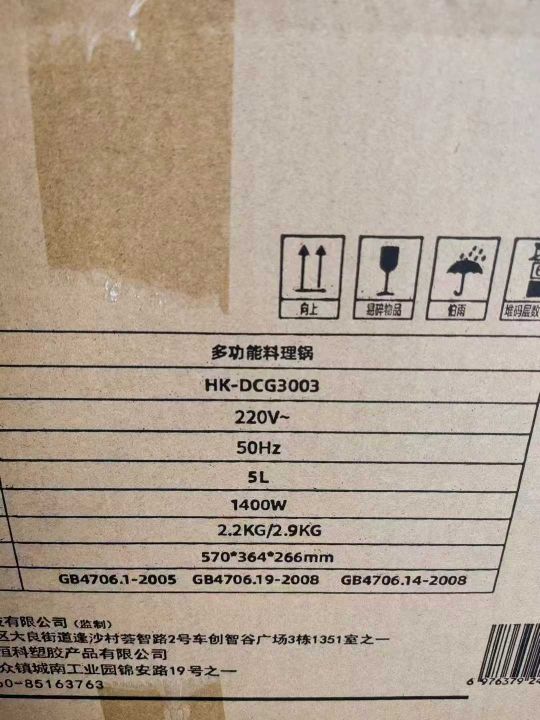 向上 易碎物品 怕雨 堆码层数
多功能料理锅
HK-DCG3003
220V~
50Hz
5L
1400W
2.2KG/2.9KG
570*364*266mm
GB4706.1-2005 GB4706.19-2008 GB4706.14-2008
有限公司(监制)
区大良街道逢沙村荟智路2号车创智谷广场3栋1351室之一
恒科塑胶产品有限公司
众镇城南工业园锦安路19号之一
0-85163763
6 976379 24